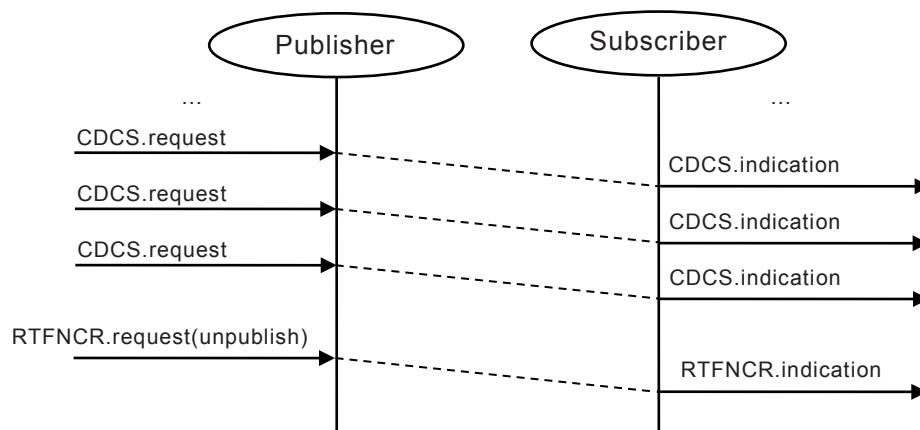 Publisher
Subscriber
...
...
CDCS.request
CDCS.indication
CDCS.request
CDCS.indication
CDCS.request
CDCS.indication
RTFNCR.request(unpublish)
RTFNCR.indication